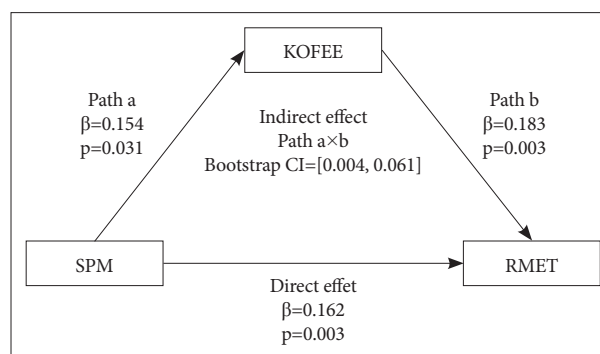 KOFEE
Path a
β=0.154
p=0.031
Indirect effect
Path a×b
Bootstrap CI=[0.004, 0.061]
Path b
β=0.183
p=0.003
SPM
RMET
Direct effet
β=0.162
p=0.003